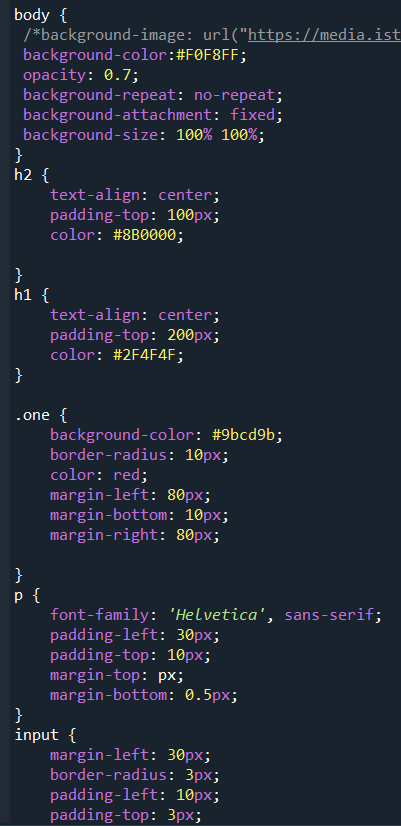 body {
/*background-image: url("https://media.ist
background-color:#F0F8FF;
opacity: 0.7;
background-repeat: no-repeat;
background-attachment: fixed;
background-size: 100% 100%;
}
h2 {
text-align: center;
padding-top: 100px;
color: #8B0000;
}
h1 {
text-align: center;
padding-top: 200px;
color: #2F4F4F;
}
.one {
background-color: #9bcd9b;
border-radius: 10px;
color: red;
margin-left: 80px;
margin-bottom: 10px;
margin-right: 80px;
}
p {
font-family: 'Helvetica', sans-serif;
padding-left: 30px;
padding-top: 10px;
margin-top: px;
margin-bottom: 0.5px;
}
input {
margin-left: 30px;
border-radius: 3px;
padding-left: 10px;
padding-top: 3px;